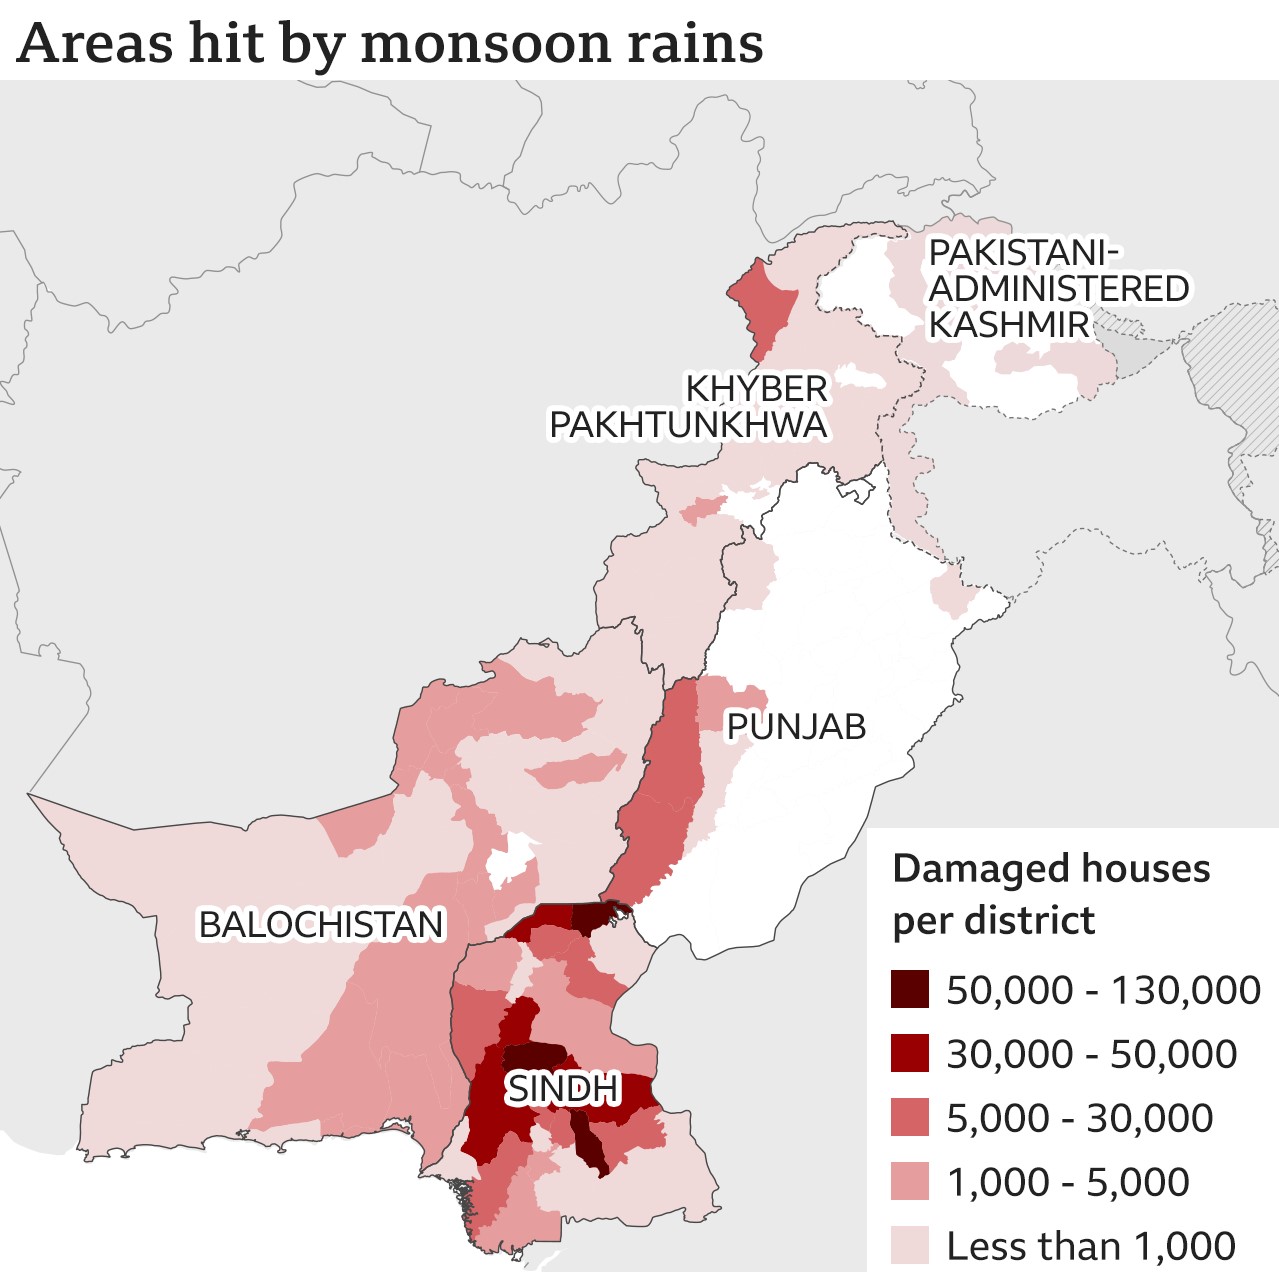 Areas hit by monsoon rains
PAKISTANI-
ADMINISTERED
KASHMIR
KHYBER
PAKHTUNKHWA
PUNJAB
BALOCHISTAN
SINDH
Damaged houses
per district
50,000 - 130,000
30,000 - 50,000
5,000 - 30,000
1,000 - 5,000
Less than 1,000